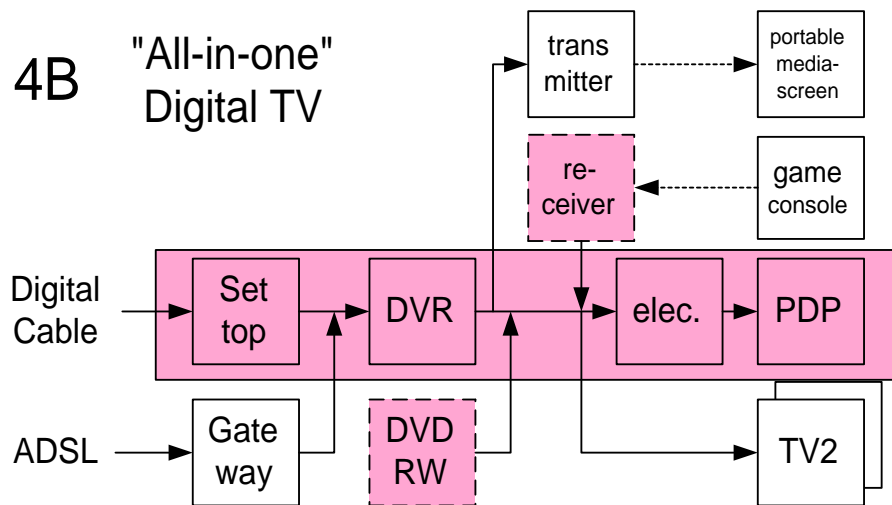 4B
"All-in-one"
Digital TV
trans
mitter
portable
media-
screen
re-
ceiver
game
console
Digital
Cable
Set
top
DVR
elec.
PDP
ADSL
Gate
way
DVD
RW
TV2